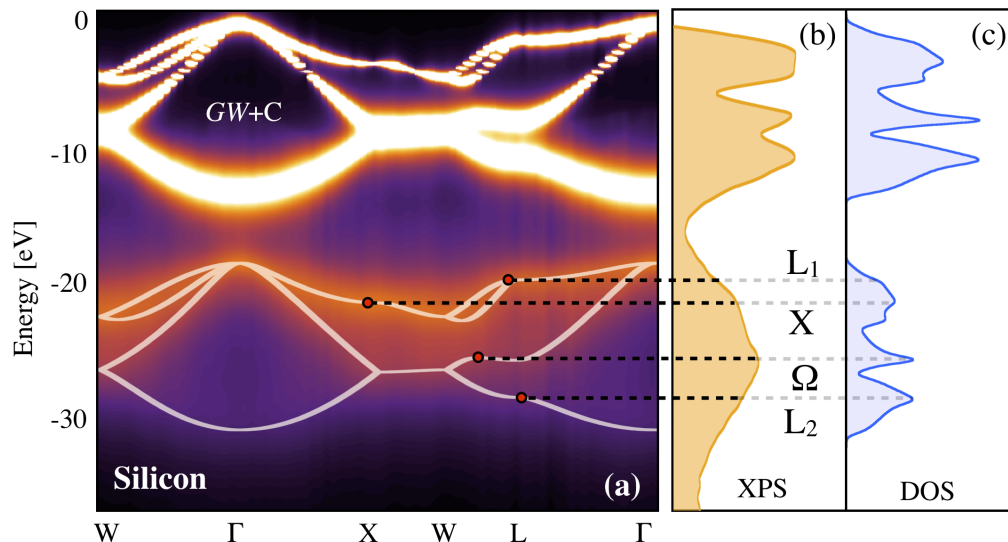 0
-10
-20
-30
Energy [eV]
GW+C
Silicon
(a)
W Γ X W L Γ
(b)
XPS
(c)
DOS
L₁
X
Ω
L₂